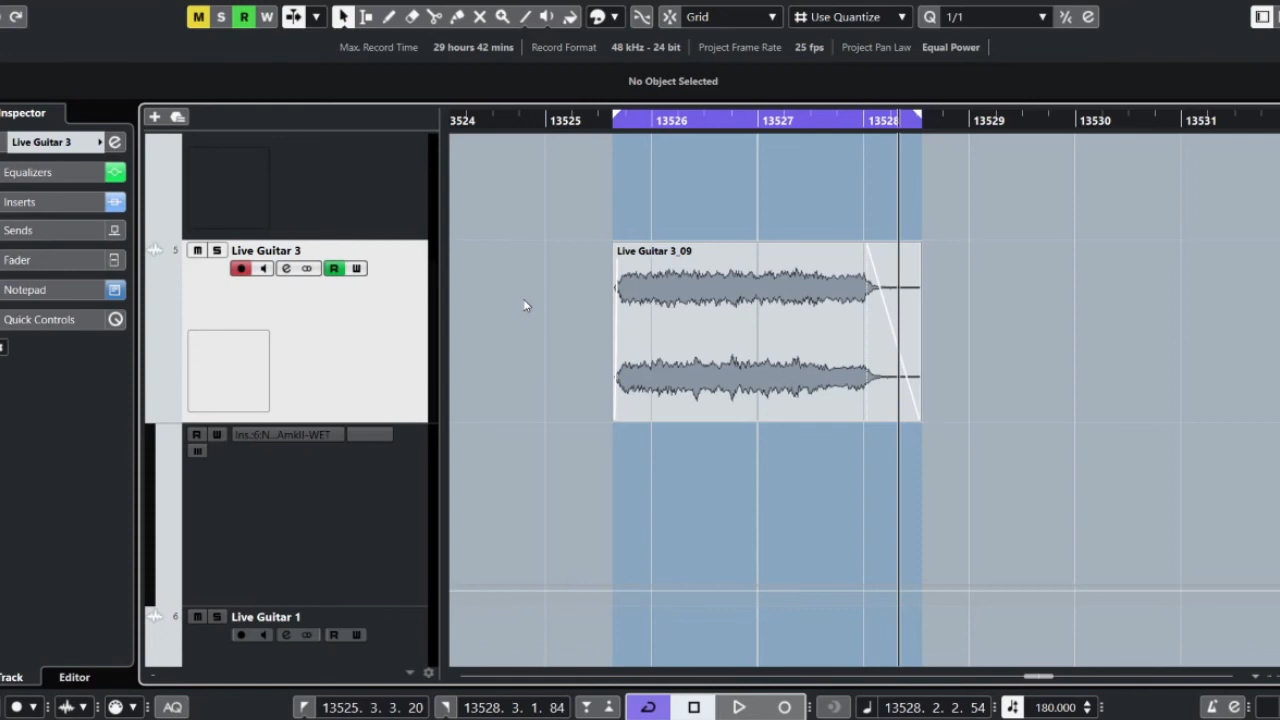 M S R W Grid Use Quantize Q 1/1
Max. Record Time 29 hours 42 mins Record Format 48 kHz - 24 bit Project Frame Rate 25 fps Project Pan Law Equal Power
No Object Selected
Inspector
3524 13525 13526 13527 13528 13529 13530 13531
Live Guitar 3 e
Equalizers
Inserts
Sends
Fader
Notepad
Quick Controls
5 M S Live Guitar 3
e R W
Live Guitar 3_09
R W Ins.:6:N...AmkII-WET
6 M S Live Guitar 1
e R W
Track Editor
AQ 13525. 3. 3. 20 13528. 3. 1. 84 13528. 2. 2. 54 180.000